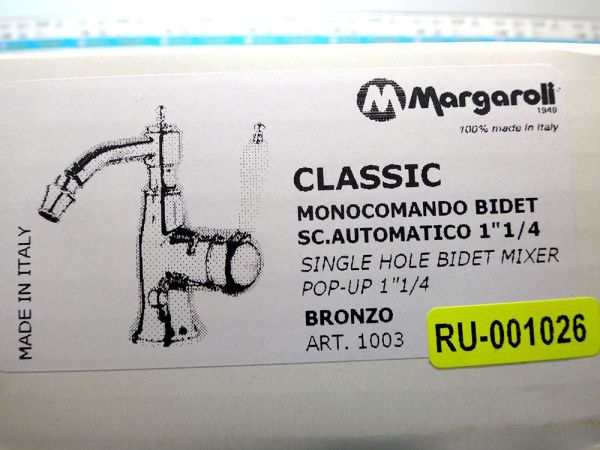 Margaroli
1949
100% made in Italy
CLASSIC
MONOCOMANDO BIDET
SC.AUTOMATICO 1"1/4
SINGLE HOLE BIDET MIXER
POP-UP 1"1/4
BRONZO
ART. 1003
RU-001026
MADE IN ITALY